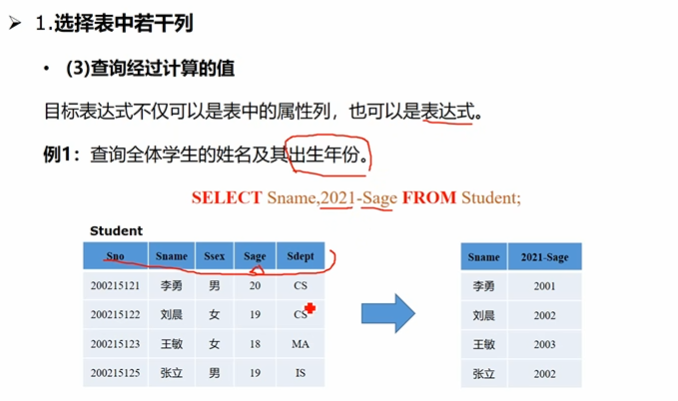 1.选择表中若干列
(3)查询经过计算的值
目标表达式不仅可以是表中的属性列，也可以是表达式。
例1：查询全体学生的姓名及其出生年份。
SELECT Sname,2021-Sage FROM Student;
Student
Sno Sname Ssex Sage Sdept
200215121 李勇 男 20 CS
200215122 刘晨 女 19 CS
200215123 王敏 女 18 MA
200215125 张立 男 19 IS
Sname 2021-Sage
李勇 2001
刘晨 2002
王敏 2003
张立 2002